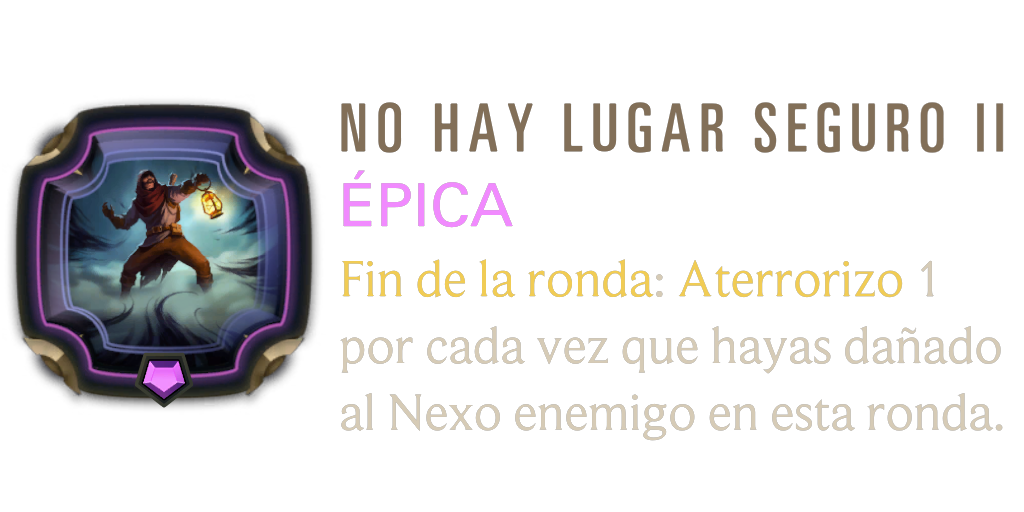 NO HAY LUGAR SEGURO II
ÉPICA
Fin de la ronda: Aterrorizo 1
por cada vez que hayas dañado
al Nexo enemigo en esta ronda.